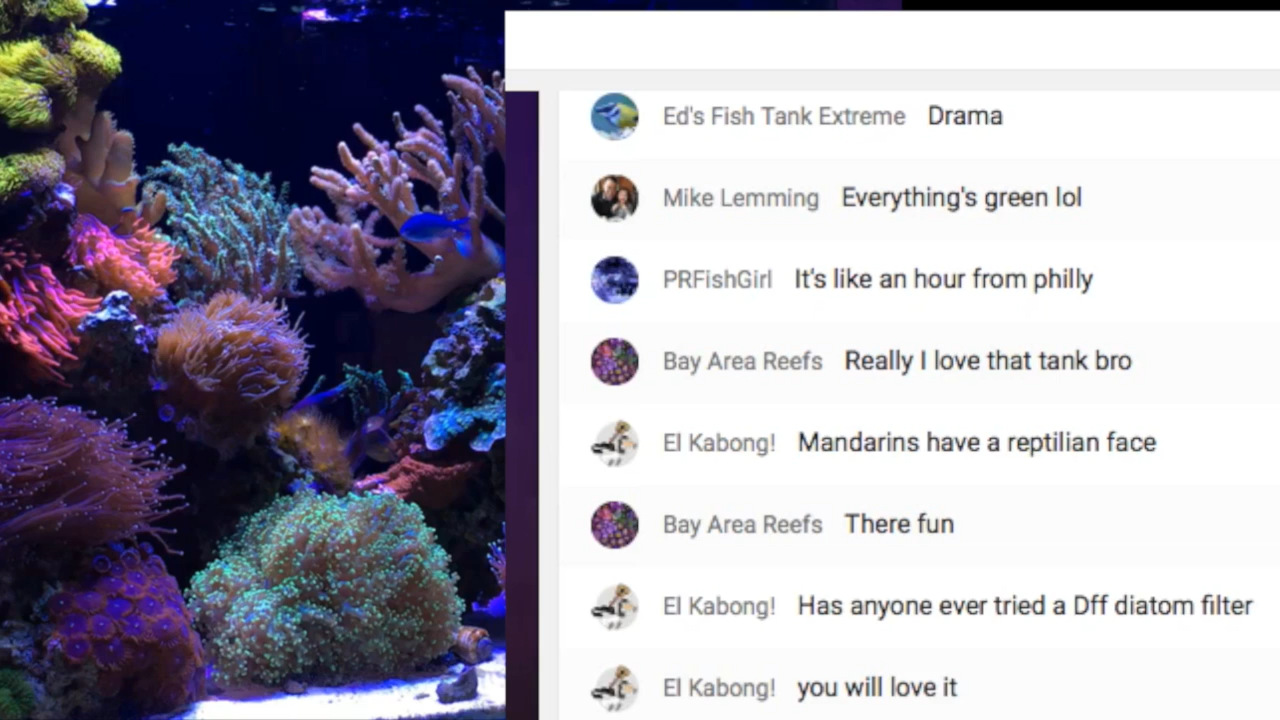 Ed's Fish Tank Extreme Drama
Mike Lemming Everything's green lol
PRFishGirl It's like an hour from philly
Bay Area Reefs Really I love that tank bro
El Kabong! Mandarins have a reptilian face
Bay Area Reefs There fun
El Kabong! Has anyone ever tried a Dff diatom filter
El Kabong! you will love it